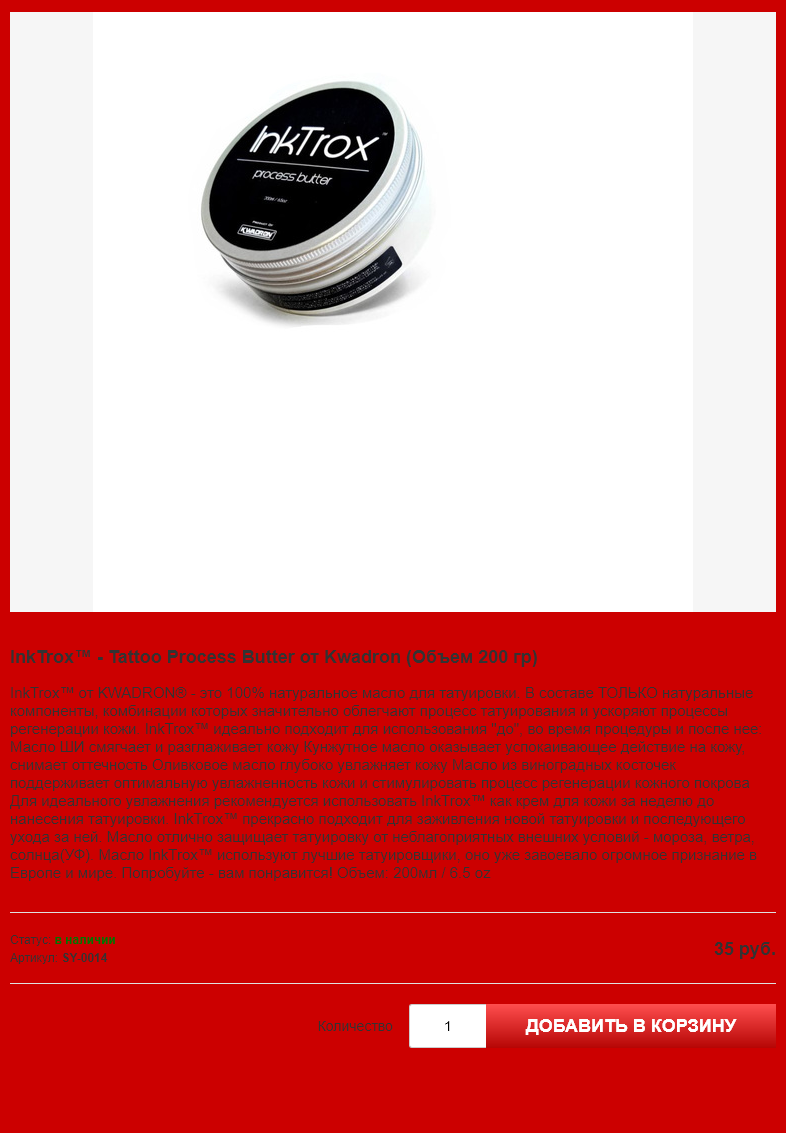 InkTrox™
process butter
200ml / 6.5oz
PRODUCT OF
KWADRON
InkTrox™ - Tattoo Process Butter от Kwadron (Объем 200 гр)
InkTrox™ от KWADRON® - это 100% натуральное масло для татуировки. В составе ТОЛЬКО натуральные
компоненты, комбинации которых значительно облегчают процесс татуирования и ускоряют процессы
регенерации кожи. InkTrox™ идеально подходит для использования "до", во время процедуры и после нее:
Масло ШИ смягчает и разглаживает кожу Кунжутное масло оказывает успокаивающее действие на кожу,
снимает отечность Оливковое масло глубоко увлажняет кожу Масло из виноградных косточек
поддерживает оптимальную увлажненность кожи и стимулировать процесс регенерации кожного покрова
Для идеального увлажнения рекомендуется использовать InkTrox™ как крем для кожи за неделю до
нанесения татуировки. InkTrox™ прекрасно подходит для заживления новой татуировки и последующего
ухода за ней. Масло отлично защищает татуировку от неблагоприятных внешних условий - мороза, ветра,
солнца(УФ). Масло InkTrox™ используют лучшие татуировщики, оно уже завоевало огромное признание в
Европе и мире. Попробуйте - вам понравится! Объем: 200мл / 6.5 oz
Статус:
35 руб.
Артикул: SY-0014
Количество 1 ДОБАВИТЬ В КОРЗИНУ